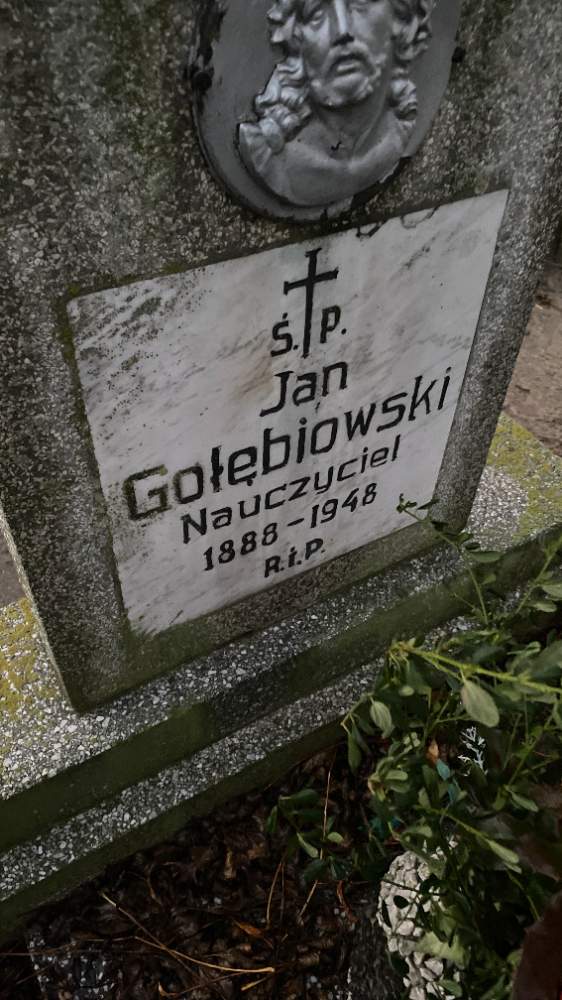 Ś.P.
Jan
Gołębiowski
Nauczyciel
1888-1948
R.i.P.